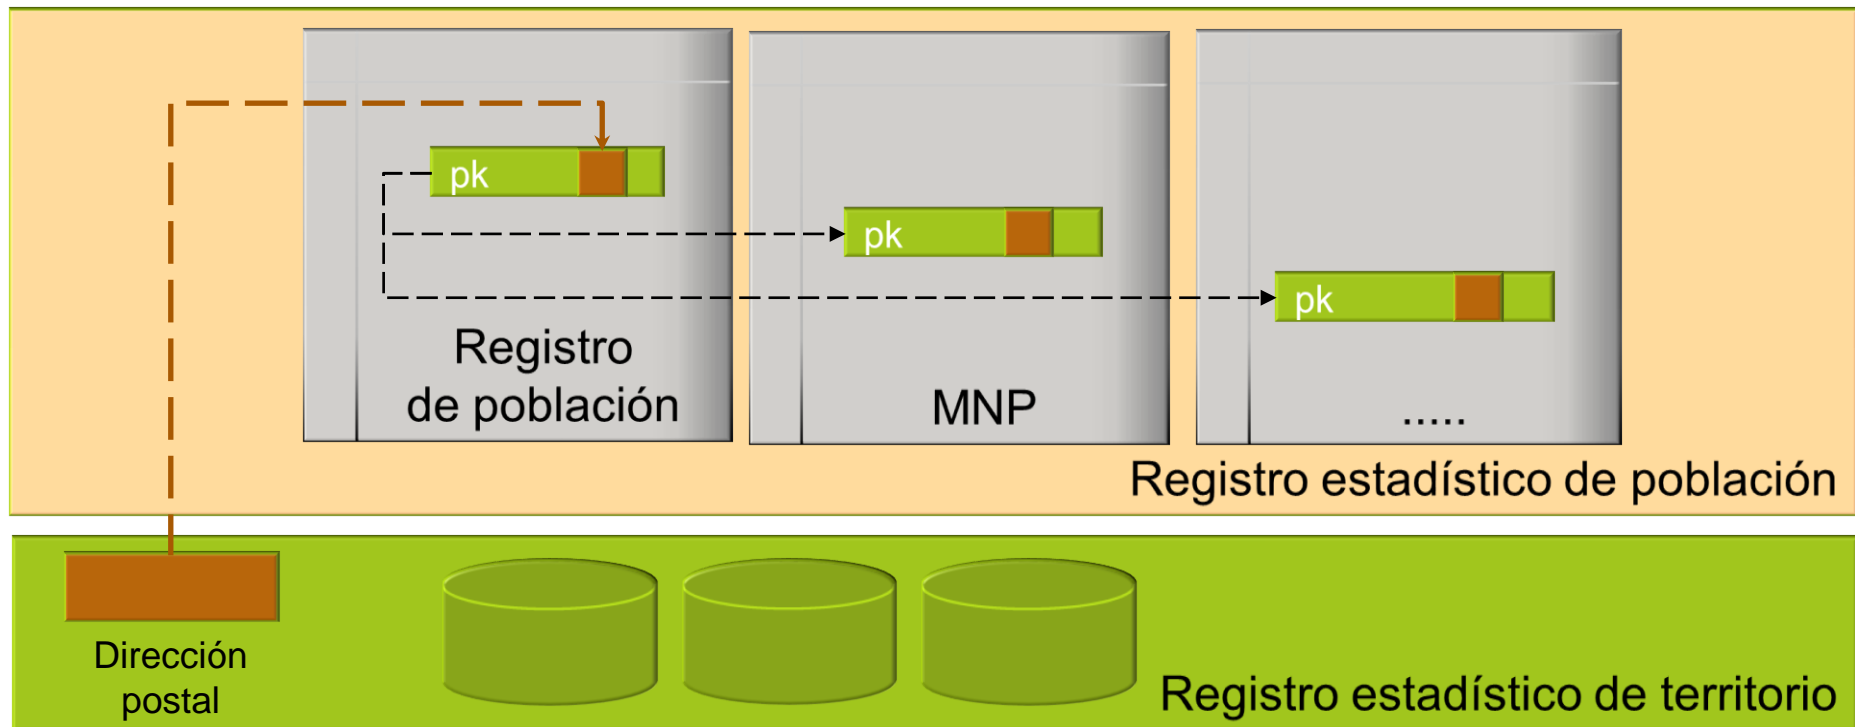 pk
pk
pk
Registro
de población
MNP
.....
Registro estadístico de población
Dirección
postal
Registro estadístico de territorio